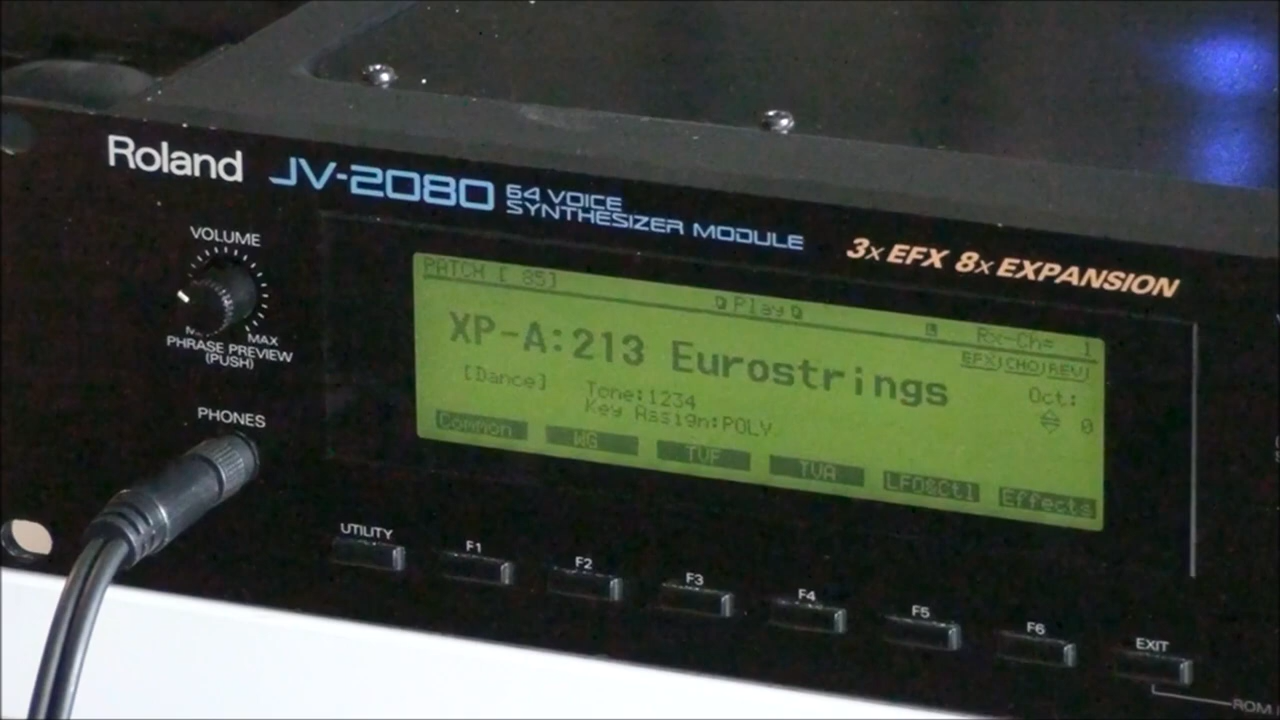 Roland JV-2080 64 VOICE
SYNTHESIZER MODULE
3x EFX 8x EXPANSION
VOLUME
MAX
PHRASE PREVIEW
(PUSH)
PHONES
PATCH [ 85]
Play
Rx-Ch= 1
XP-A:213 Eurostrings
EFX CHO REV
[Dance]
Tone:1234
Key Assign:POLY
Oct:
0
Common WG TVF TVA LFO&Ctl Effects
UTILITY F1 F2 F3 F4 F5 F6 EXIT
ROM